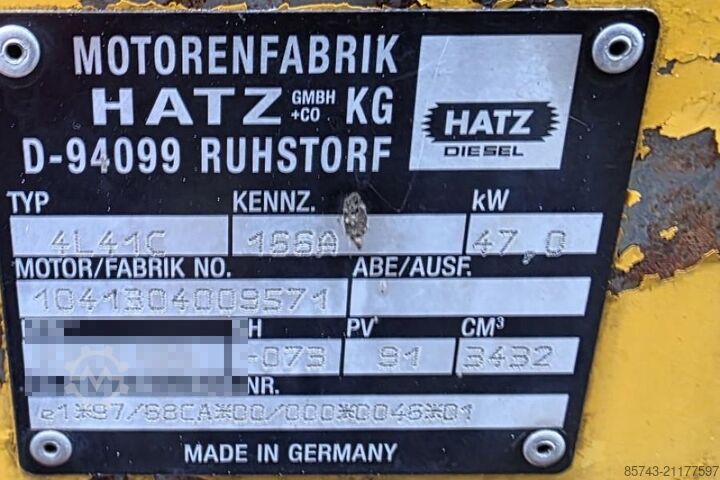 MOTORENFABRIK
HATZ GMBH +CO KG
D-94099 RUHSTORF
HATZ
DIESEL
TYP KENNZ. kW
4L41C 166A 47,0
MOTOR/FABRIK NO. ABE/AUSF.
1041304009571
H PV CM³
-073 91 3432
NR.
e1*97/68CA*00/000*0046*01
MADE IN GERMANY
85743-21177597